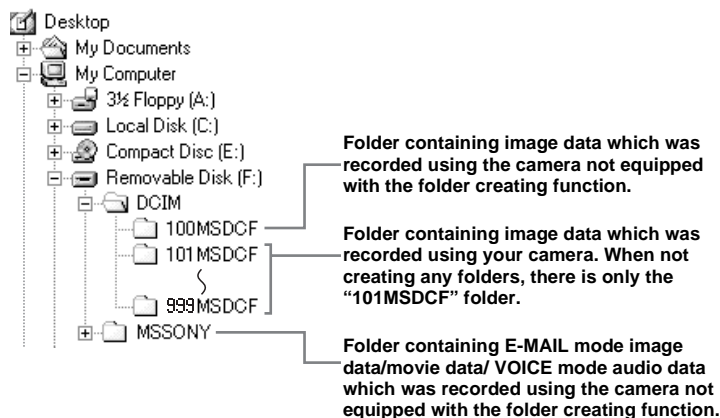 Desktop
My Documents
My Computer
3½ Floppy (A:)
Local Disk (C:)
Compact Disc (E:)
Removable Disk (F:)
DCIM
100MSDCF
101MSDCF
999MSDCF
MSSONY
Folder containing image data which was
recorded using the camera not equipped
with the folder creating function.
Folder containing image data which was
recorded using your camera. When not
creating any folders, there is only the
“101MSDCF” folder.
Folder containing E-MAIL mode image
data/movie data/ VOICE mode audio data
which was recorded using the camera not
equipped with the folder creating function.